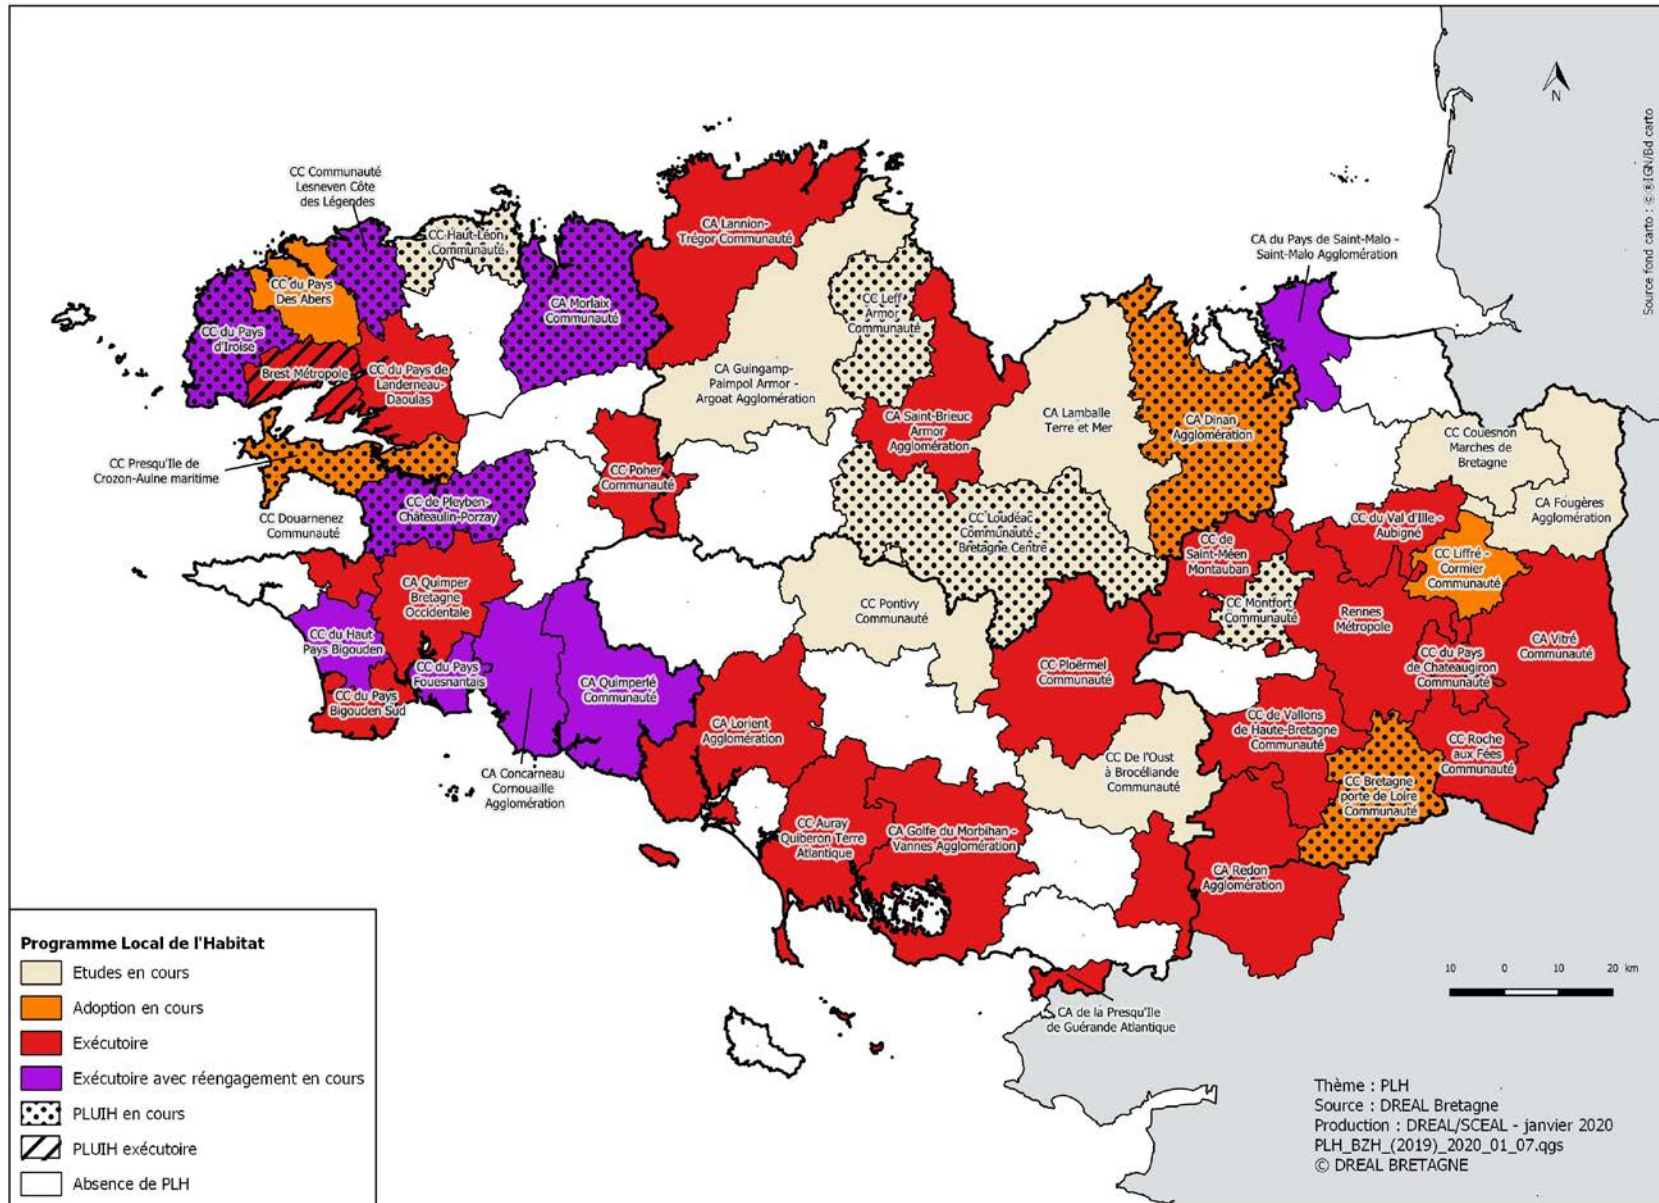 Source fond carto : © ®IGN/Bd carto
N
CC Communauté
Lesneven Côte
des Légendes
CC Haut-Léon
Communauté
CA Lannion-
Trégor Communauté
CA du Pays de Saint-Malo -
Saint-Malo Agglomération
CC du Pays
Des Abers
CA Morlaix
Communauté
CC Leff
Armor
Communauté
CC du Pays
d'Iroise
Brest Métropole
CC du Pays de
Landerneau-
Daoulas
CA Guingamp-
Paimpol Armor -
Argoat Agglomération
CA Saint-Brieuc
Armor
Agglomération
CA Lamballe
Terre et Mer
CA Dinan
Agglomération
CC Couesnon
Marches de
Bretagne
CC Presqu'Ile de
Crozon-Aulne maritime
CC Poher
Communauté
CA Fougères
Agglomération
CC de Pleyben-
Châteaulin-Porzay
CC Douarnenez
Communauté
CC Loudéac
Communauté -
Bretagne Centre
CC de
Saint-Méen
Montauban
CC du Val d'Ille -
Aubigné
CC Liffré -
Cormier
Communauté
CA Quimper
Bretagne
Occidentale
CC Pontivy
Communauté
CC Montfort
Communauté
Rennes
Métropole
CC du Haut
Pays Bigouden
CC du Pays
Fouesnantais
CA Quimperlé
Communauté
CC Ploërmel
Communauté
CC du Pays
de Chateaugiron
Communauté
CA Vitré
Communauté
CC du Pays
Bigouden Sud
CA Lorient
Agglomération
CC de Vallons
de Haute-Bretagne
Communauté
CC Roche
aux Fées
Communauté
CA Concarneau
Cornouaille
Agglomération
CC De l'Oust
à Brocéliande
Communauté
CC Bretagne
porte de Loire
Communauté
CC Auray
Quiberon Terre
Atlantique
CA Golfe du Morbihan -
Vannes Agglomération
CA Redon
Agglomération
CA de la Presqu'Ile
de Guérande Atlantique
10 0 10 20 km
Programme Local de l'Habitat
Etudes en cours
Adoption en cours
Exécutoire
Exécutoire avec réengagement en cours
PLUIH en cours
PLUIH exécutoire
Absence de PLH
Thème : PLH
Source : DREAL Bretagne
Production : DREAL/SCEAL - janvier 2020
PLH_BZH_(2019)_2020_01_07.qgs
© DREAL BRETAGNE